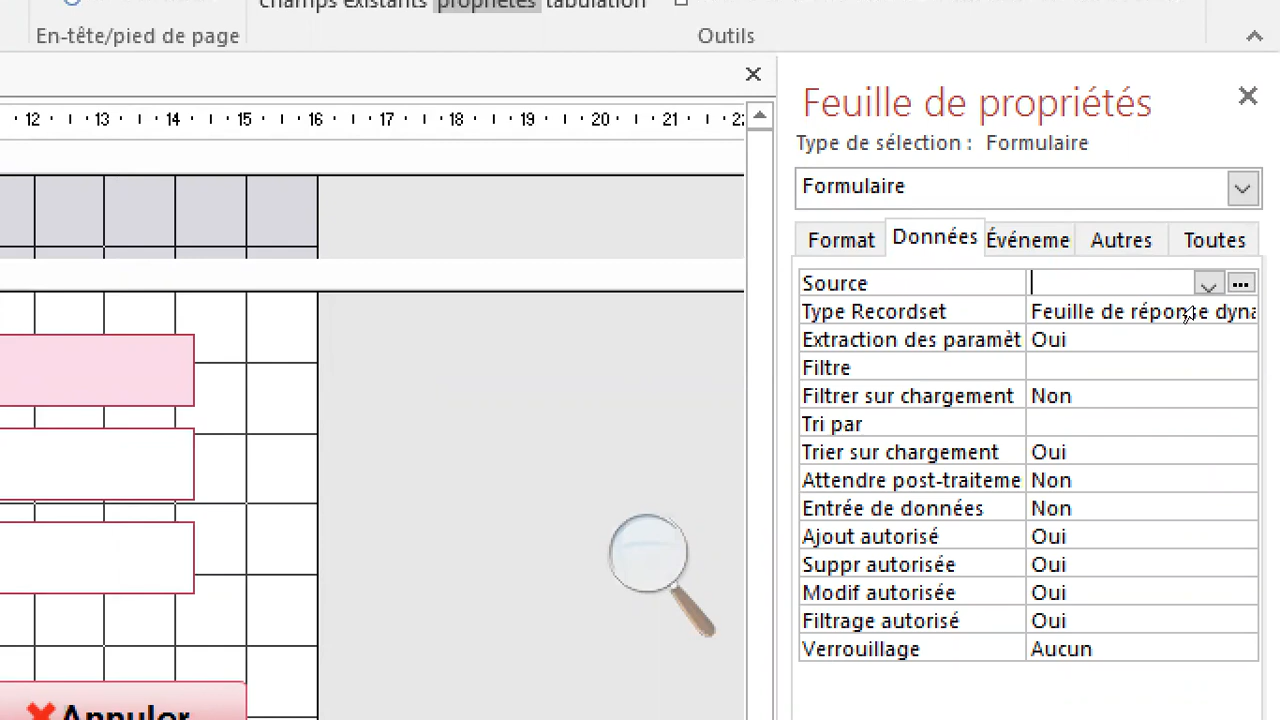 champs existants propriétés tabulation
En-tête/pied de page
Outils
12 13 14 15 16 17 18 19 20 21
Feuille de propriétés
Type de sélection : Formulaire
Formulaire
Format Données Événeme Autres Toutes
Source
Type Recordset Feuille de réponse dyna
Extraction des paramèt Oui
Filtre
Filtrer sur chargement Non
Tri par
Trier sur chargement Oui
Attendre post-traiteme Non
Entrée de données Non
Ajout autorisé Oui
Suppr autorisée Oui
Modif autorisée Oui
Filtrage autorisé Oui
Verrouillage Aucun
Annuler